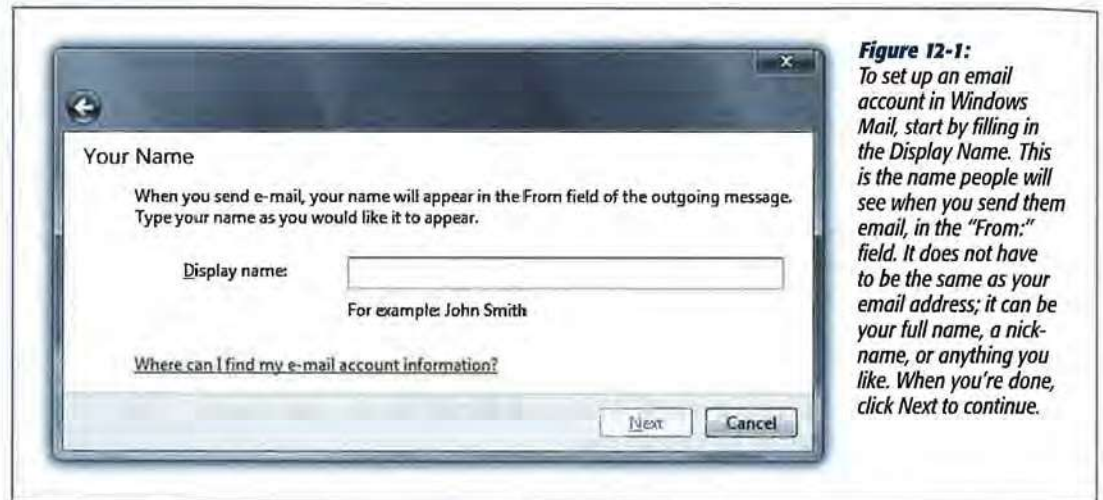 Your Name
When you send e-mail, your name will appear in the From field of the outgoing message.
Type your name as you would like it to appear.
Display name:
For example: John Smith
Where can I find my e-mail account information?
Next
Cancel
Figure 12-1:
To set up an email
account in Windows
Mail, start by filling in
the Display Name. This
is the name people will
see when you send them
email, in the "From:"
field. It does not have
to be the same as your
email address; it can be
your full name, a nick-
name, or anything you
like. When you're done,
click Next to continue.